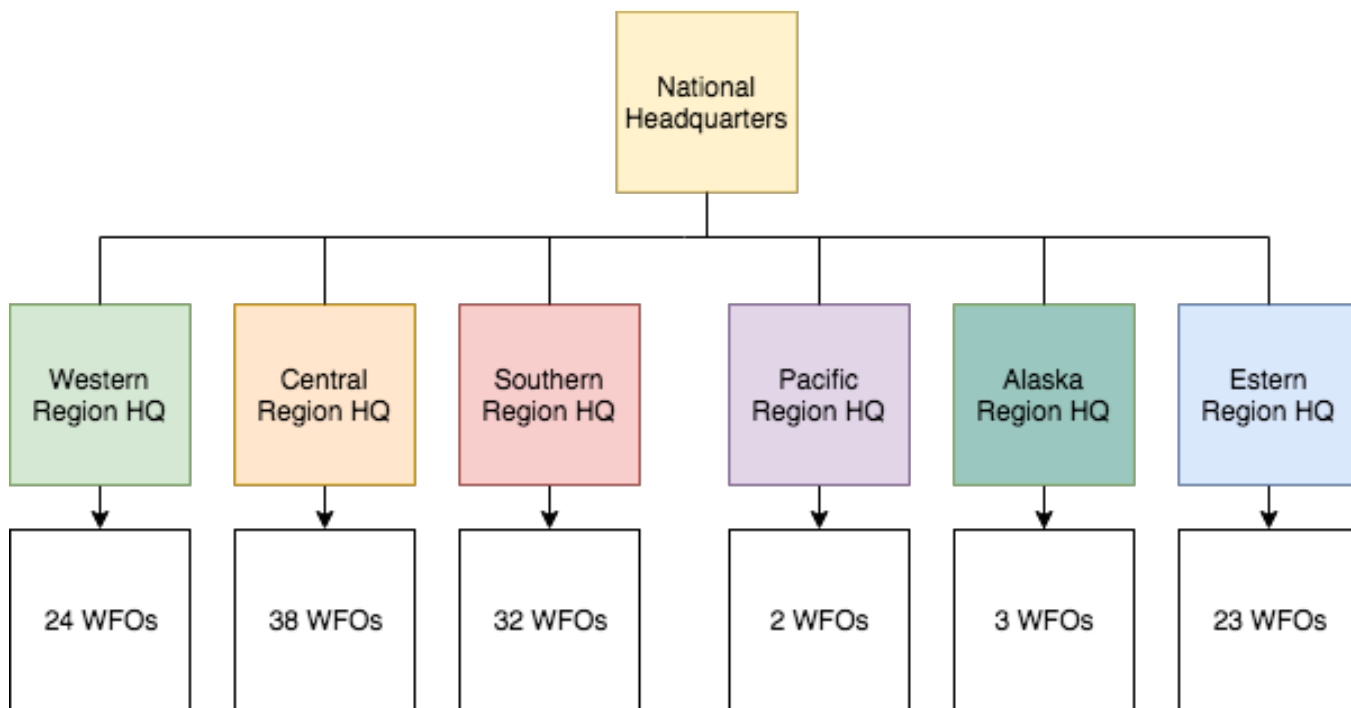 National
Headquarters
Western
Region HQ
Central
Region HQ
Southern
Region HQ
Pacific
Region HQ
Alaska
Region HQ
Estern
Region HQ
24 WFOs
38 WFOs
32 WFOs
2 WFOs
3 WFOs
23 WFOs